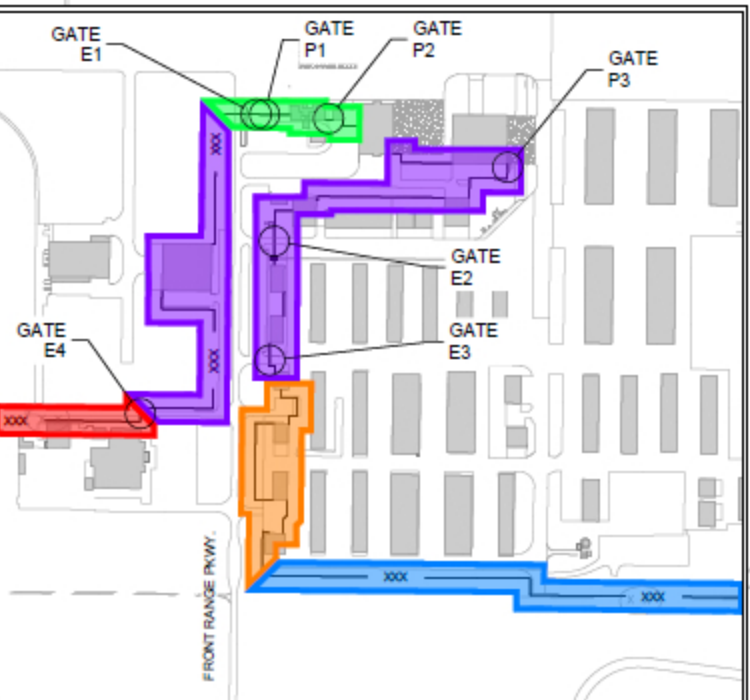 GATE
E1
GATE
P1
GATE
P2
GATE
P3
XXX
GATE
E2
GATE
E4
XXX
GATE
E3
XXX
FRONT RANGE PKWY.
XXX
XXX